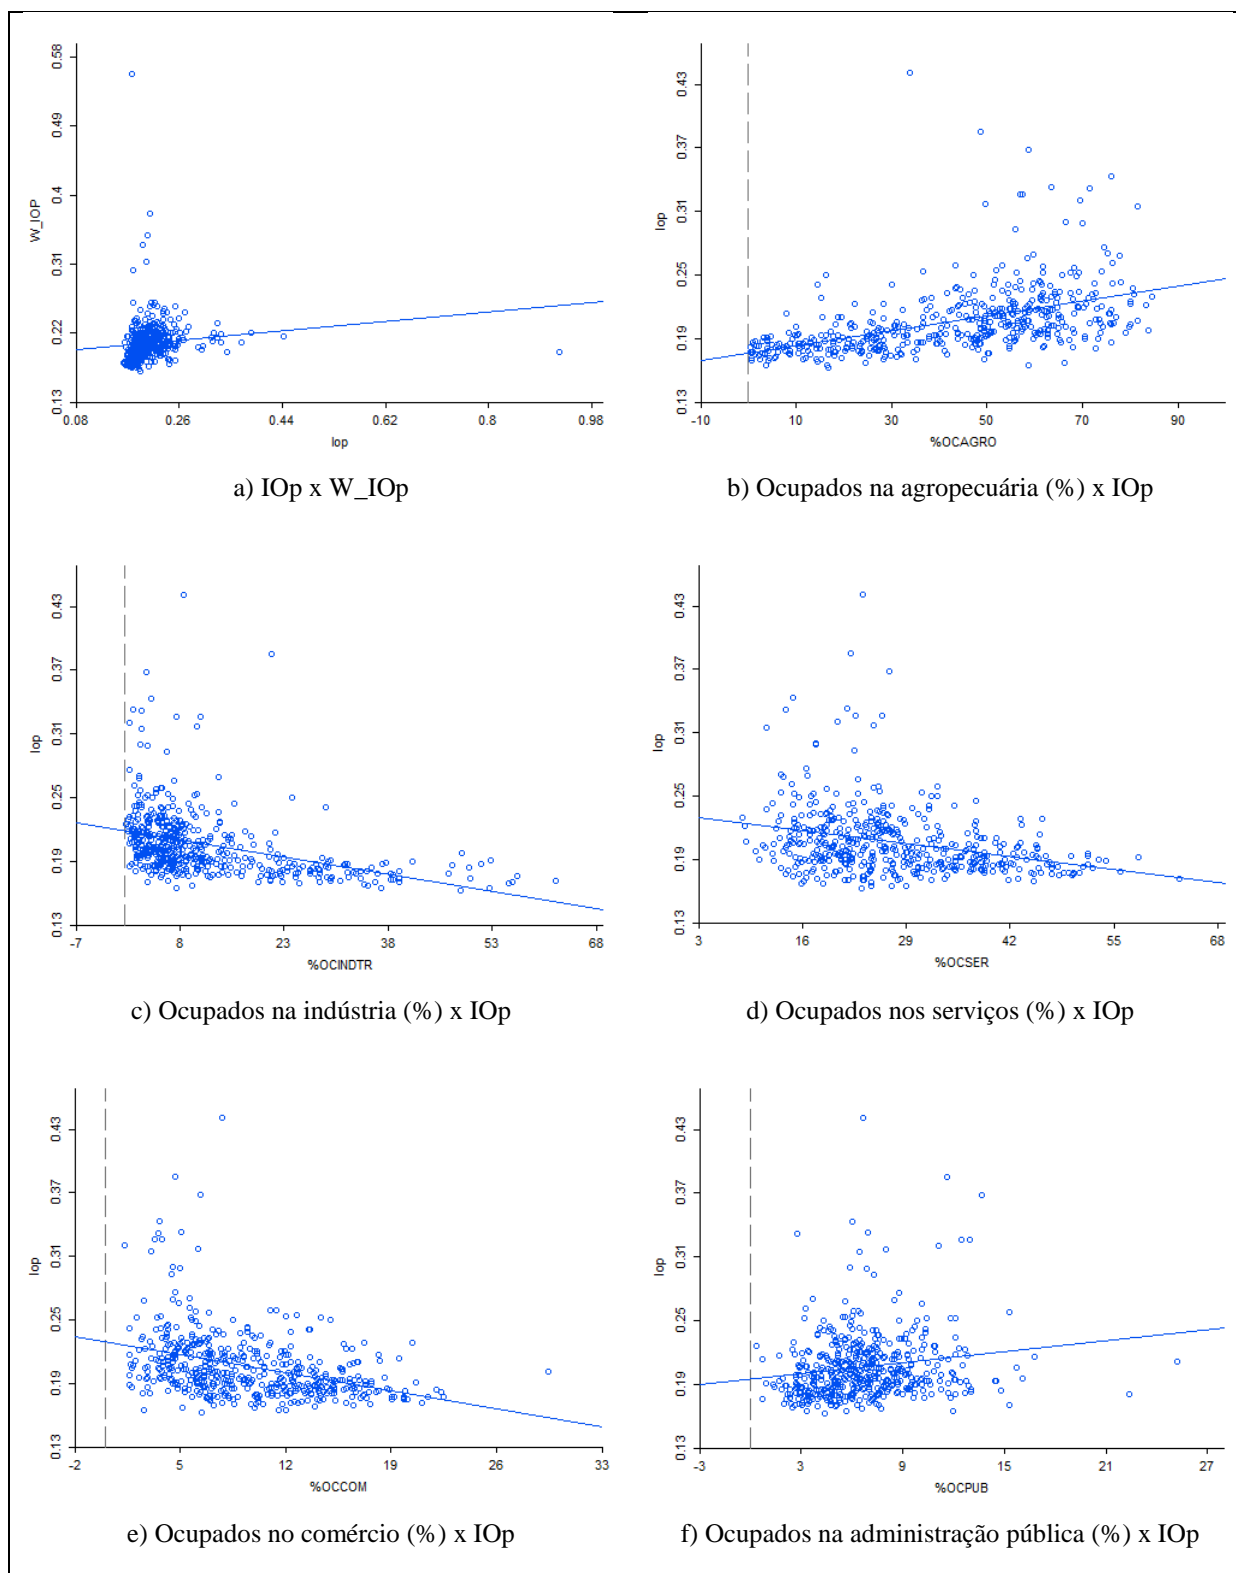 0.58
0.49
0.4
0.31
0.22
0.13
W_IOP
0.08 0.26 0.44 0.62 0.8 0.98
Iop
a) IOp x W_IOp
0.43
0.37
0.31
0.25
0.19
0.13
Iop
-10 10 30 50 70 90
%OCAGRO
b) Ocupados na agropecuária (%) x IOp
0.43
0.37
0.31
0.25
0.19
0.13
Iop
-7 8 23 38 53 68
%OCINDTR
c) Ocupados na indústria (%) x IOp
0.43
0.37
0.31
0.25
0.19
0.13
Iop
3 16 29 42 55 68
%OCSER
d) Ocupados nos serviços (%) x IOp
0.43
0.37
0.31
0.25
0.19
0.13
Iop
-2 5 12 19 26 33
%OCCOM
e) Ocupados no comércio (%) x IOp
0.43
0.37
0.31
0.25
0.19
0.13
Iop
-3 3 9 15 21 27
%OCPUB
f) Ocupados na administração pública (%) x IOp